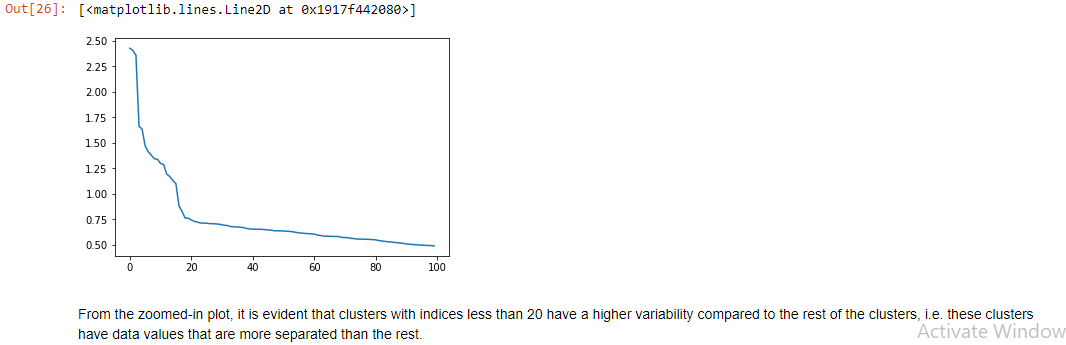 Out[26]: [<matplotlib.lines.Line2D at 0x1917f442080>]
2.50
2.25
2.00
1.75
1.50
1.25
1.00
0.75
0.50
0 20 40 60 80 100
From the zoomed-in plot, it is evident that clusters with indices less than 20 have a higher variability compared to the rest of the clusters, i.e. these clusters
have data values that are more separated than the rest.
Activate Window